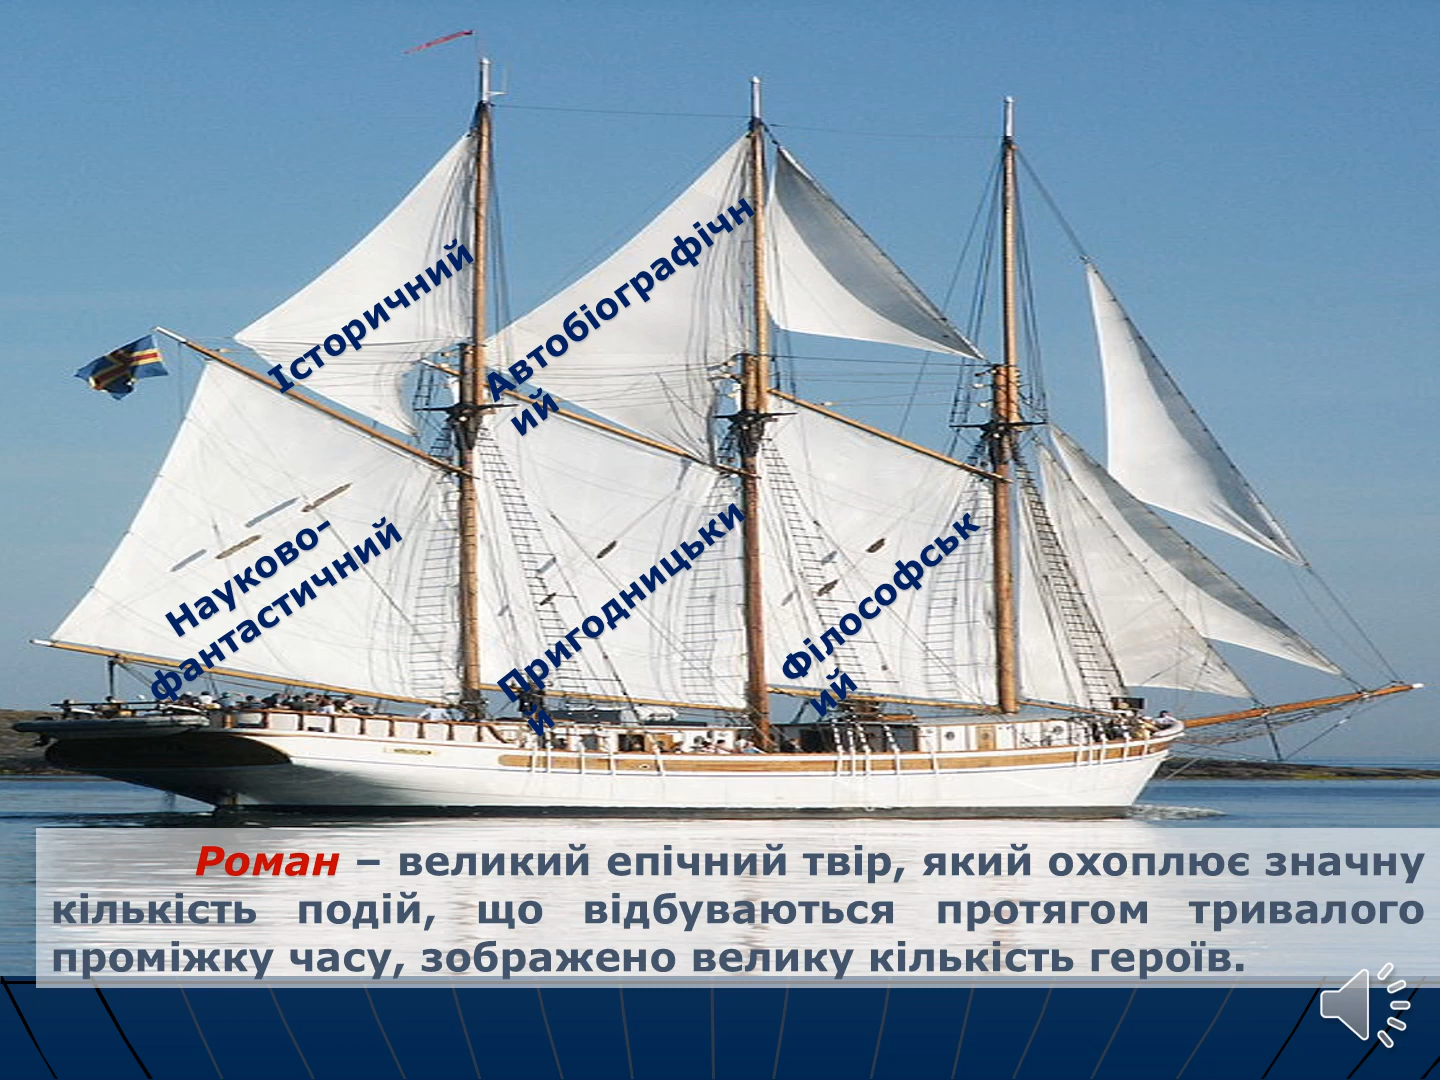 Історичний
Автобіографічн
ий
Науково-
фантастичний
Пригодницьки
й
Філософськ
ий
Роман – великий епічний твір, який охоплює значну
кількість подій, що відбуваються протягом тривалого
проміжку часу, зображено велику кількість героїв.